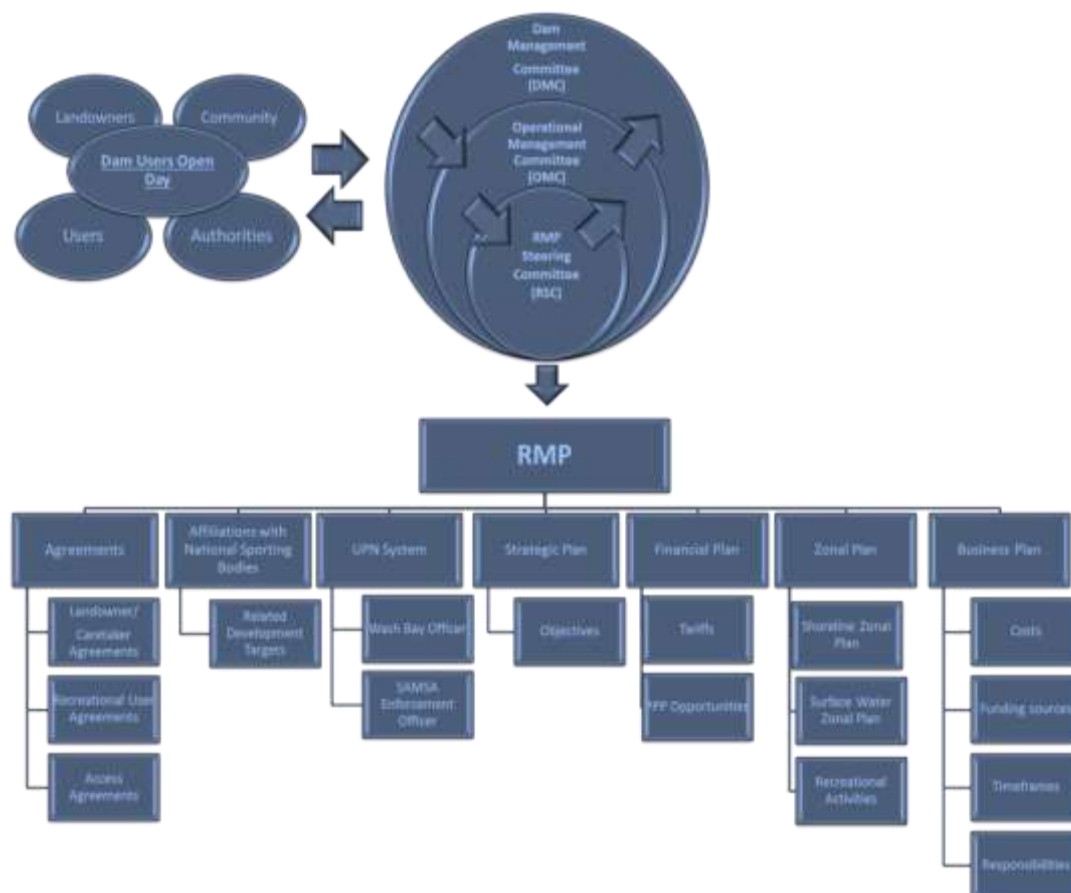 Dam
Management
Committee
(DMC)
Landowners
Community
Dam Users Open
Day
Users
Authorities
Operational
Management
Committee
(OMC)
RMP
Steering
Committee
(RSC)
RMP
Agreements
Affiliations with
National Sporting
Bodies
UPN System
Strategic Plan
Financial Plan
Zonal Plan
Business Plan
Landowner/
Caretaker
Agreements
Recreational User
Agreements
Access
Agreements
Related
Development
Targets
Wash Bay Officer
SAMSA
Enforcement
Officer
Objectives
Tariffs
PPP Opportunities
Shoreline Zonal
Plan
Surface Water
Zonal Plan
Recreational
Activities
Costs
Funding sources
Timeframes
Responsibilities